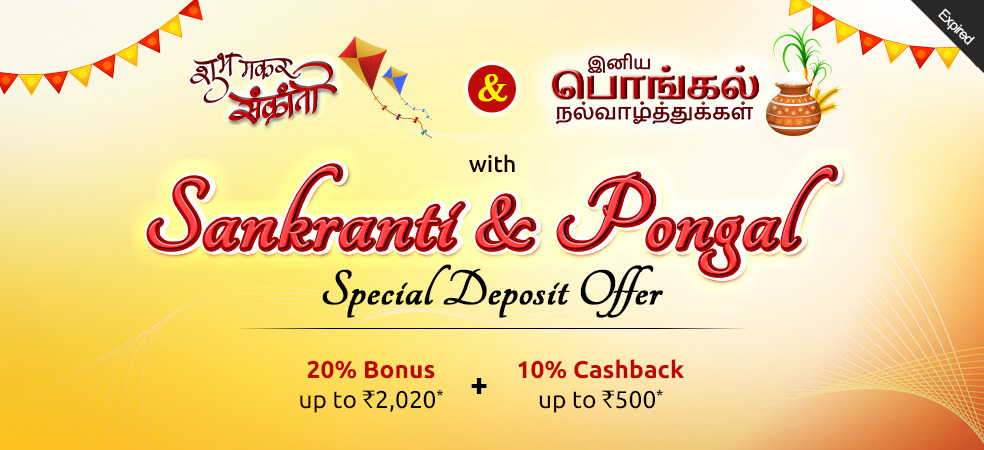 Expired
शुभ मकर
संक्रांती
&
இனிய
பொங்கல்
நல்வாழ்த்துக்கள்
with
Sankranti & Pongal
Special Deposit Offer
20% Bonus
up to ₹2,020*
+
10% Cashback
up to ₹500*